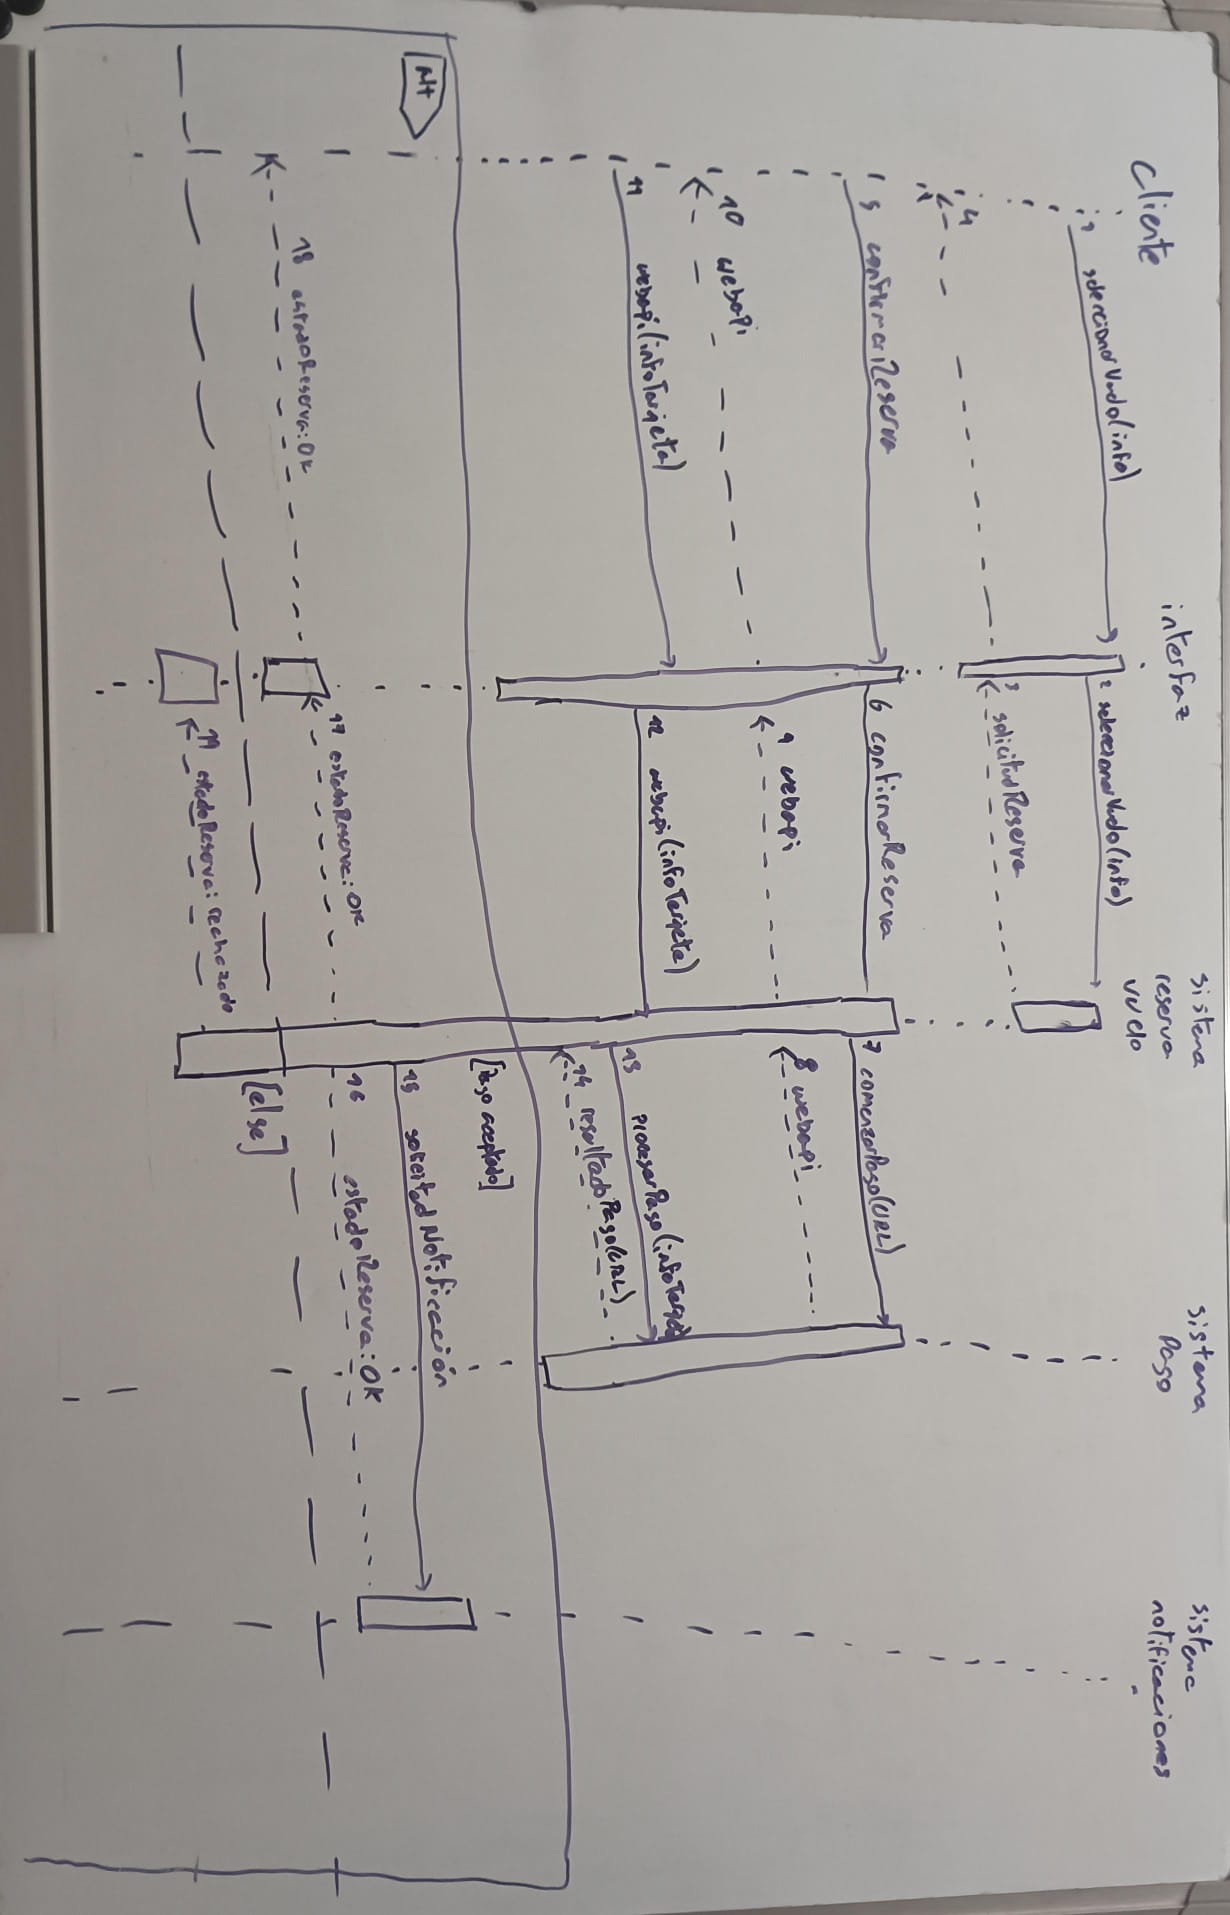 Cliente
interfaz
sistema
reserva
vuelo
sistema
Pago
sistema
notificaciones
1 selecionarVuelo(info)
2 selecionarVuelo(info)
3 solicitudReserva
4
5 confirmarReserva
6 confirmarReserva
7 comenzarPago(URL)
8 webapi
9 webapi
10 webapi
11 webapi(infoTarjeta)
12 webapi(infoTarjeta)
13 procesarPago(infoTarjeta)
14 resultadoPago(URL)
Alt
[Pago aceptado]
15 solicitudNotificación
16 estadoReserva:OK
17 estadoReserva:OK
18 estadoReserva:OK
[else]
19 estadoReserva:rechazado